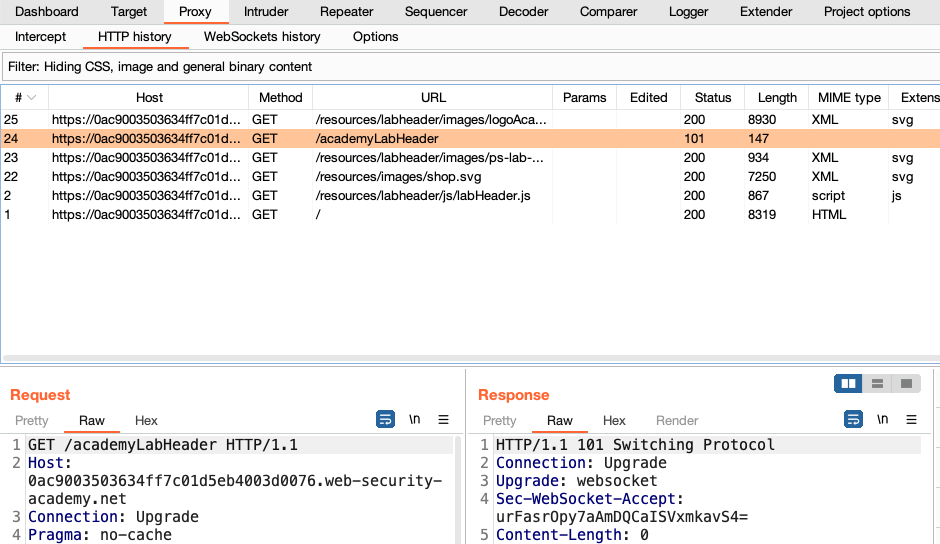 Dashboard Target Proxy Intruder Repeater Sequencer Decoder Comparer Logger Extender Project options
Intercept HTTP history WebSockets history Options
Filter: Hiding CSS, image and general binary content
# Host Method URL Params Edited Status Length MIME type Extens
25 https://0ac9003503634ff7c01d... GET /resources/labheader/images/logoAca... 200 8930 XML svg
24 https://0ac9003503634ff7c01d... GET /academyLabHeader 101 147
23 https://0ac9003503634ff7c01d... GET /resources/labheader/images/ps-lab-... 200 934 XML svg
22 https://0ac9003503634ff7c01d... GET /resources/images/shop.svg 200 7250 XML svg
2 https://0ac9003503634ff7c01d... GET /resources/labheader/js/labHeader.js 200 867 script js
1 https://0ac9003503634ff7c01d... GET / 200 8319 HTML
Request
Pretty Raw Hex \n
1 GET /academyLabHeader HTTP/1.1
2 Host:
0ac9003503634ff7c01d5eb4003d0076.web-security-
academy.net
3 Connection: Upgrade
4 Pragma: no-cache
Response
Pretty Raw Hex Render \n
1 HTTP/1.1 101 Switching Protocol
2 Connection: Upgrade
3 Upgrade: websocket
4 Sec-WebSocket-Accept:
urFasrOpy7aAmDQCaISVxmkavS4=
5 Content-Length: 0